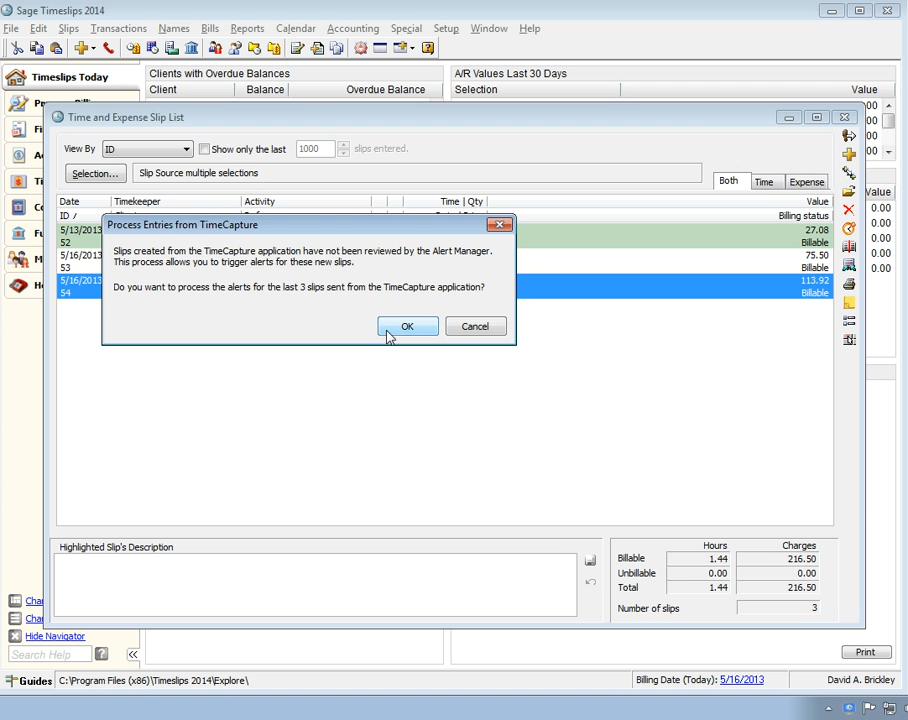 Sage Timeslips 2014
File Edit Slips Transactions Names Bills Reports Calendar Accounting Special Setup Window Help
Timeslips Today
Clients with Overdue Balances
A/R Values Last 30 Days
Client Balance Overdue Balance
Selection Value
Time and Expense Slip List
View By ID Show only the last 1000 slips entered.
Selection... Slip Source multiple selections
Both Time Expense
Date Timekeeper Activity Time | Qty Value
ID / Billing status
5/13/2013 27.08
52 Billable
5/16/2013 75.50
53 Billable
5/16/2013 113.92
54 Billable
Process Entries from TimeCapture
Slips created from the TimeCapture application have not been reviewed by the Alert Manager.
This process allows you to trigger alerts for these new slips.
Do you want to process the alerts for the last 3 slips sent from the TimeCapture application?
OK Cancel
Value
0.00
0.00
0.00
0.00
0.00
Highlighted Slip's Description
Hours Charges
Billable 1.44 216.50
Unbillable 0.00 0.00
Total 1.44 216.50
Number of slips 3
Hide Navigator
Search Help
Print
Guides C:\Program Files (x86)\Timeslips 2014\Explore\ Billing Date (Today): 5/16/2013 David A. Brickley